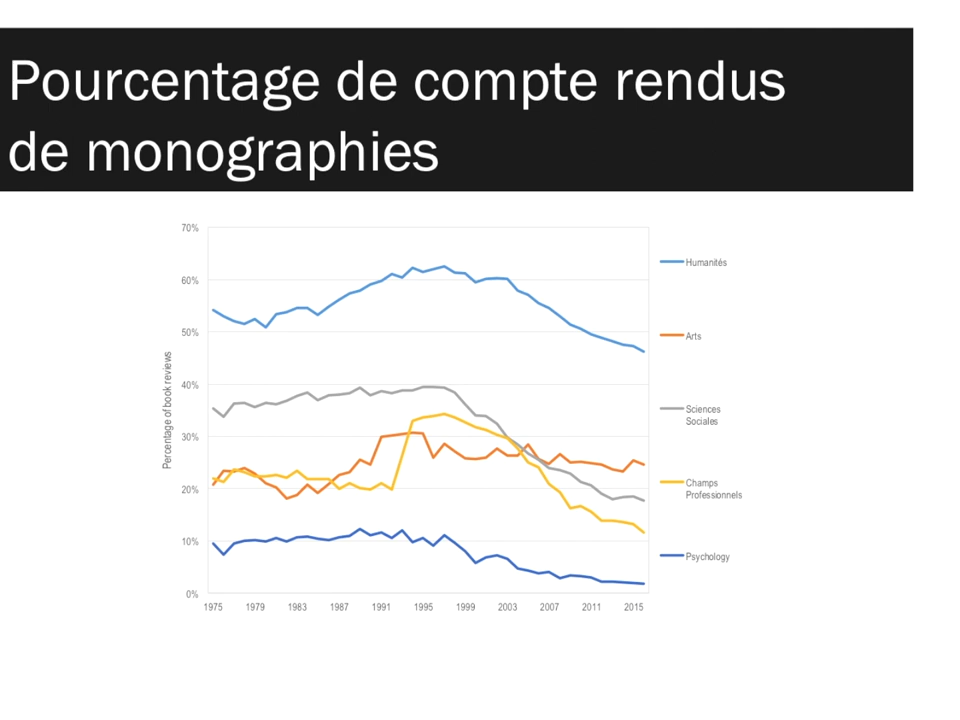 Pourcentage de compte rendus
de monographies
70%
60%
50%
40%
30%
20%
10%
0%
Percentage of book reviews
1975 1979 1983 1987 1991 1995 1999 2003 2007 2011 2015
Humanités
Arts
Sciences
Sociales
Champs
Professionnels
Psychology